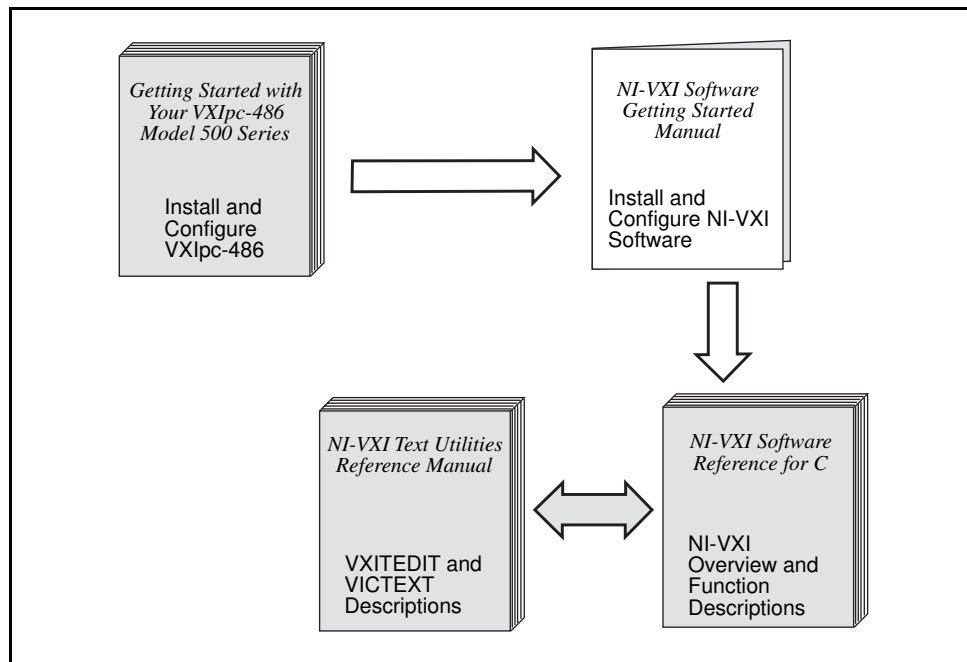 Getting Started with
Your VXIpc-486
Model 500 Series
Install and
Configure
VXIpc-486
NI-VXI Software
Getting Started
Manual
Install and
Configure NI-VXI
Software
NI-VXI Text Utilities
Reference Manual
VXITEDIT and
VICTEXT
Descriptions
NI-VXI Software
Reference for C
NI-VXI
Overview and
Function
Descriptions